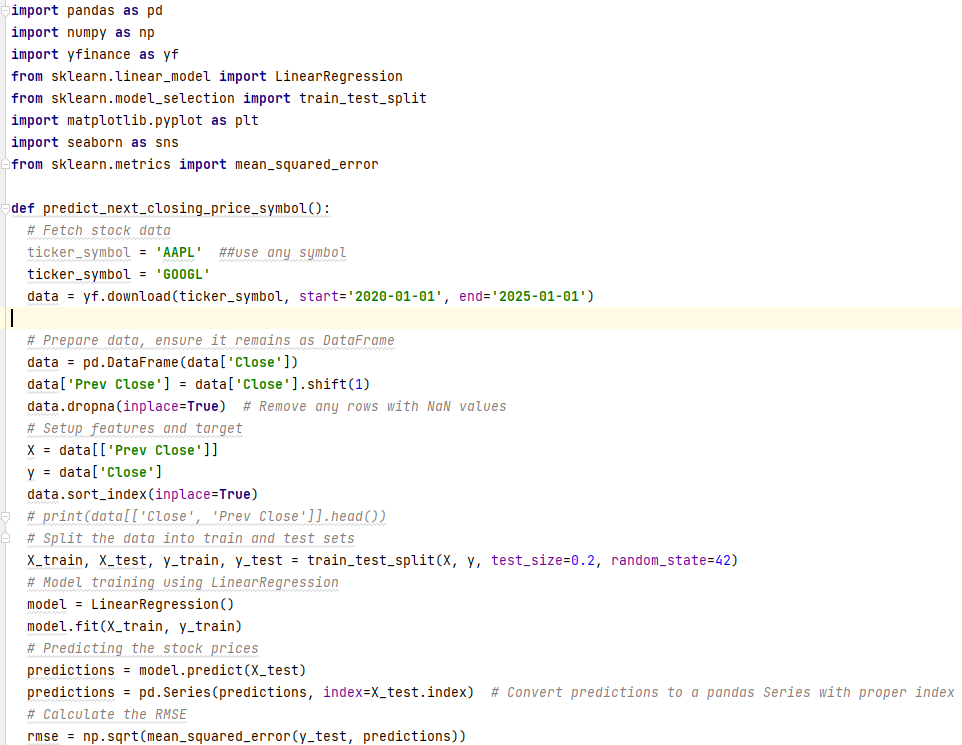 import pandas as pd
import numpy as np
import yfinance as yf
from sklearn.linear_model import LinearRegression
from sklearn.model_selection import train_test_split
import matplotlib.pyplot as plt
import seaborn as sns
from sklearn.metrics import mean_squared_error

def predict_next_closing_price_symbol():
  # Fetch stock data
  ticker_symbol = 'AAPL'  ##use any symbol
  ticker_symbol = 'GOOGL'
  data = yf.download(ticker_symbol, start='2020-01-01', end='2025-01-01')

  # Prepare data, ensure it remains as DataFrame
  data = pd.DataFrame(data['Close'])
  data['Prev Close'] = data['Close'].shift(1)
  data.dropna(inplace=True)  # Remove any rows with NaN values
  # Setup features and target
  X = data[['Prev Close']]
  y = data['Close']
  data.sort_index(inplace=True)
  # print(data[['Close', 'Prev Close']].head())
  # Split the data into train and test sets
  X_train, X_test, y_train, y_test = train_test_split(X, y, test_size=0.2, random_state=42)
  # Model training using LinearRegression
  model = LinearRegression()
  model.fit(X_train, y_train)
  # Predicting the stock prices
  predictions = model.predict(X_test)
  predictions = pd.Series(predictions, index=X_test.index)  # Convert predictions to a pandas Series with proper index
  # Calculate the RMSE
  rmse = np.sqrt(mean_squared_error(y_test, predictions))